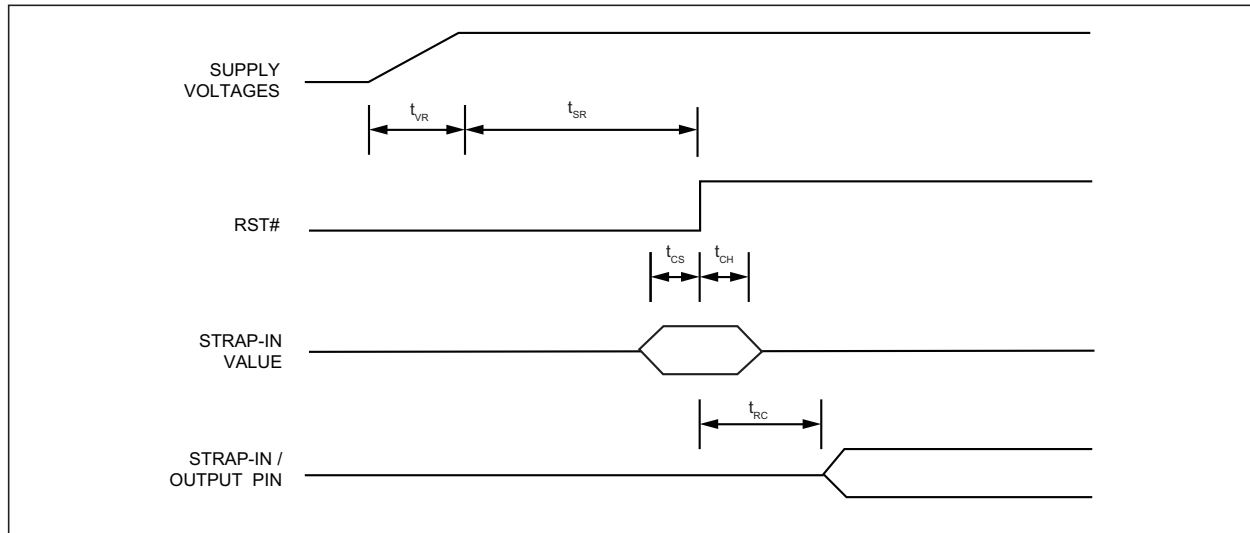 SUPPLY
VOLTAGES
tVR
tSR
RST#
tCS
tCH
STRAP-IN
VALUE
tRC
STRAP-IN /
OUTPUT PIN